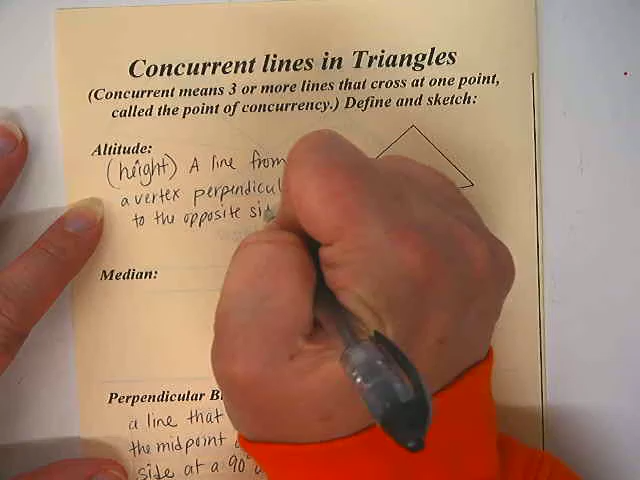 Concurrent lines in Triangles
(Concurrent means 3 or more lines that cross at one point,
called the point of concurrency.) Define and sketch:
Altitude:
(height) A line from
a vertex
to the opposite
Median:
Perpendicular
a line that
the midpoint
side at a 90°